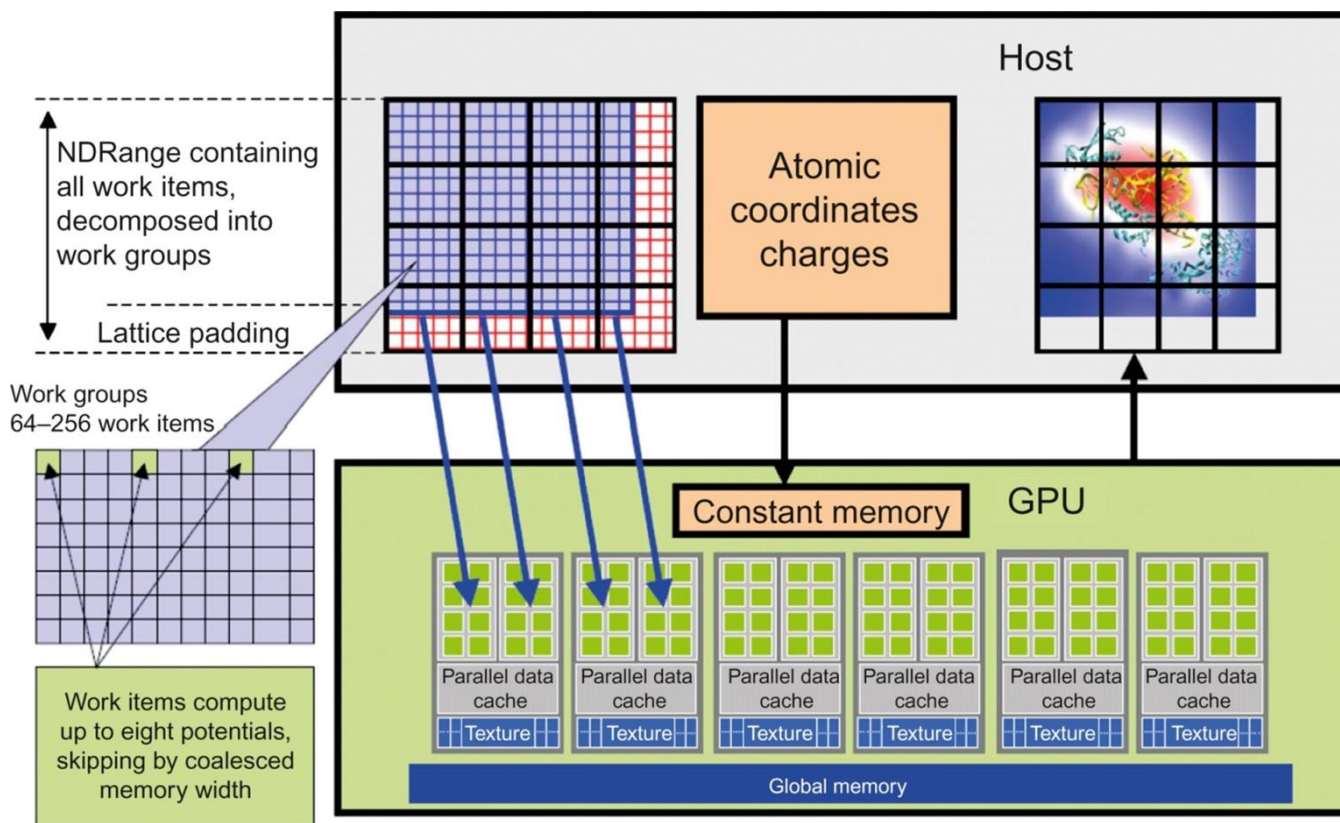 Host
NDRange containing
all work items,
decomposed into
work groups
Lattice padding
Atomic
coordinates
charges
Work groups
64–256 work items
Constant memory
GPU
Parallel data
cache
Texture
Parallel data
cache
Texture
Parallel data
cache
Texture
Parallel data
cache
Texture
Parallel data
cache
Texture
Parallel data
cache
Texture
Global memory
Work items compute
up to eight potentials,
skipping by coalesced
memory width